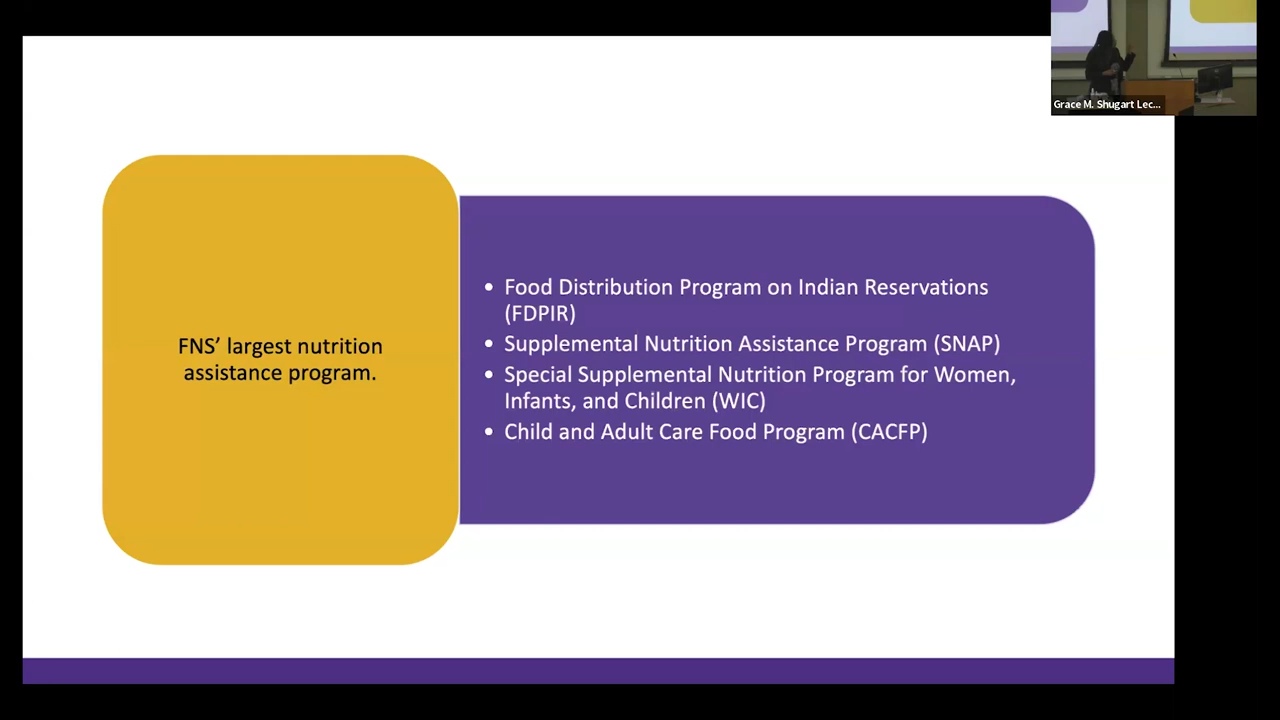 Grace M. Shugart Lec...
FNS’ largest nutrition
assistance program.
• Food Distribution Program on Indian Reservations
(FDPIR)
• Supplemental Nutrition Assistance Program (SNAP)
• Special Supplemental Nutrition Program for Women,
Infants, and Children (WIC)
• Child and Adult Care Food Program (CACFP)